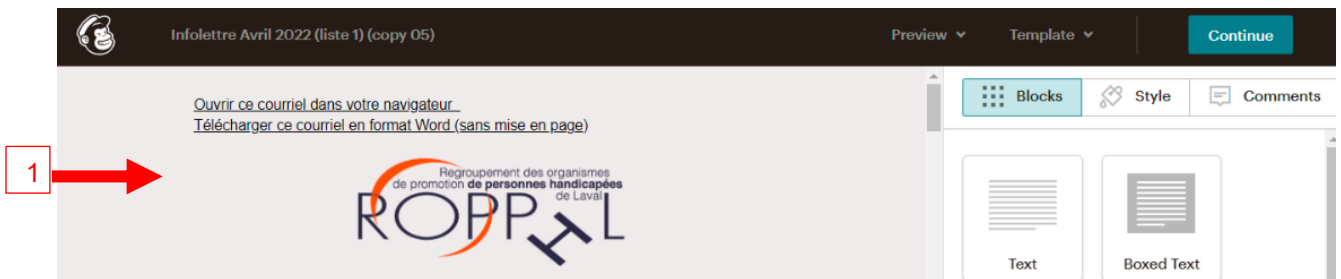 Infolettre Avril 2022 (liste 1) (copy 05)
Preview
Template
Continue
Ouvrir ce courriel dans votre navigateur
Télécharger ce courriel en format Word (sans mise en page)
Blocks
Style
Comments
1
Regroupement des organismes
de promotion de personnes handicapées
de Laval
ROPPHL
Text
Boxed Text